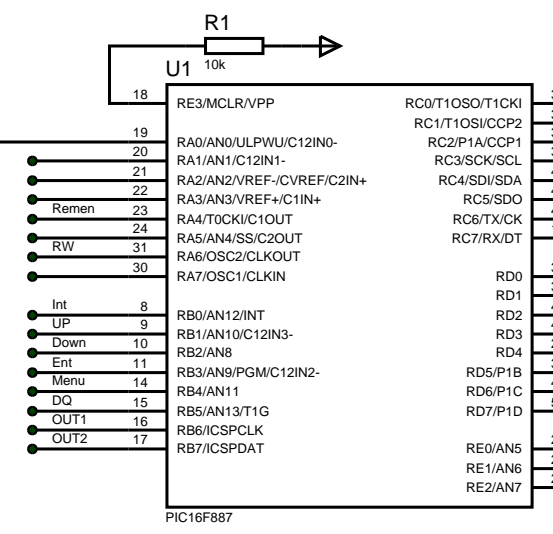 R1
10k
U1
18 RE3/MCLR/VPP RC0/T1OSO/T1CKI
RC1/T1OSI/CCP2
19 RA0/AN0/ULPWU/C12IN0- RC2/P1A/CCP1
20 RA1/AN1/C12IN1- RC3/SCK/SCL
21 RA2/AN2/VREF-/CVREF/C2IN+ RC4/SDI/SDA
22 RA3/AN3/VREF+/C1IN+ RC5/SDO
Remen 23 RA4/T0CKI/C1OUT RC6/TX/CK
24 RA5/AN4/SS/C2OUT RC7/RX/DT
RW 31 RA6/OSC2/CLKOUT
30 RA7/OSC1/CLKIN RD0
RD1
Int 8 RB0/AN12/INT RD2
UP 9 RB1/AN10/C12IN3- RD3
Down 10 RB2/AN8 RD4
Ent 11 RB3/AN9/PGM/C12IN2- RD5/P1B
Menu 14 RB4/AN11 RD6/P1C
DQ 15 RB5/AN13/T1G RD7/P1D
OUT1 16 RB6/ICSPCLK
OUT2 17 RB7/ICSPDAT RE0/AN5
RE1/AN6
RE2/AN7
PIC16F887